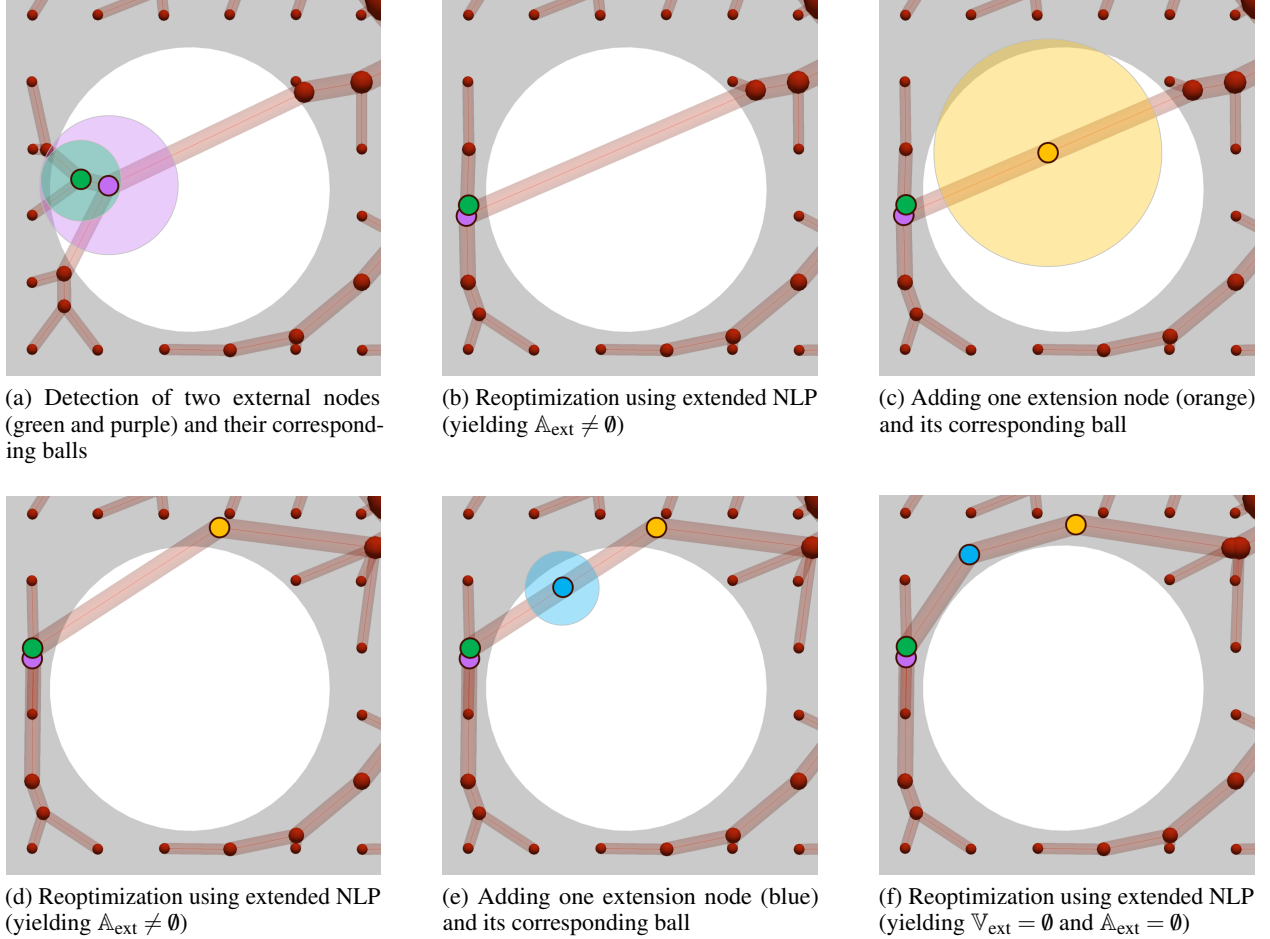 (a) Detection of two external nodes
(green and purple) and their correspond-
ing balls
(b) Reoptimization using extended NLP
(yielding 𝔸ext ≠ ∅)
(c) Adding one extension node (orange)
and its corresponding ball
(d) Reoptimization using extended NLP
(yielding 𝔸ext ≠ ∅)
(e) Adding one extension node (blue)
and its corresponding ball
(f) Reoptimization using extended NLP
(yielding 𝕍ext = ∅ and 𝔸ext = ∅)